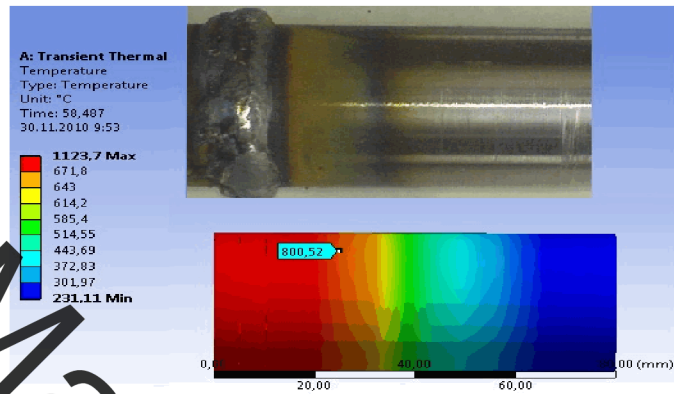 A: Transient Thermal
Temperature
Type: Temperature
Unit: °C
Time: 58,487
30.11.2010 9:53
1123,7 Max
671,8
643
614,2
585,4
514,55
443,69
372,83
301,97
231,11 Min
800,52
40,00
(mm)
20,00
60,00